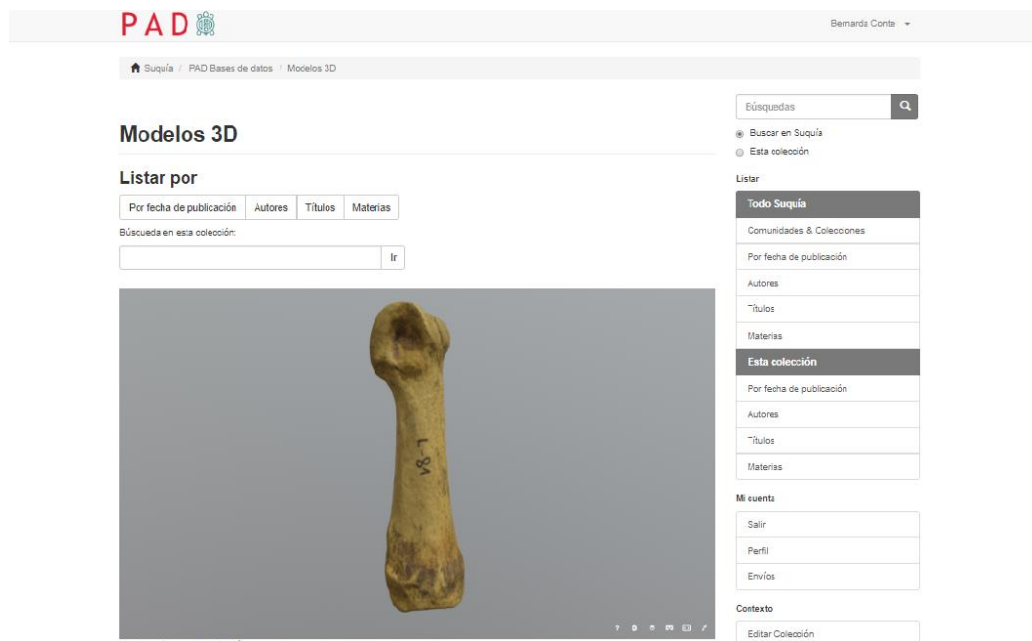 PAD
Bernarda Conte
Suquía / PAD Bases de datos / Modelos 3D
Modelos 3D
Listar por
Por fecha de publicación
Autores
Títulos
Materias
Búscueda en esta colección:
Ir
Búsquedas
Buscar en Suquía
Esta colección
Listar
Todo Suquía
Comunidades & Colecciones
Por fecha de publicación
Autores
Títulos
Materias
Esta colección
Por fecha de publicación
Autores
Títulos
Materias
Mi cuenta
Salir
Perfil
Envíos
Contexto
Editar Colección